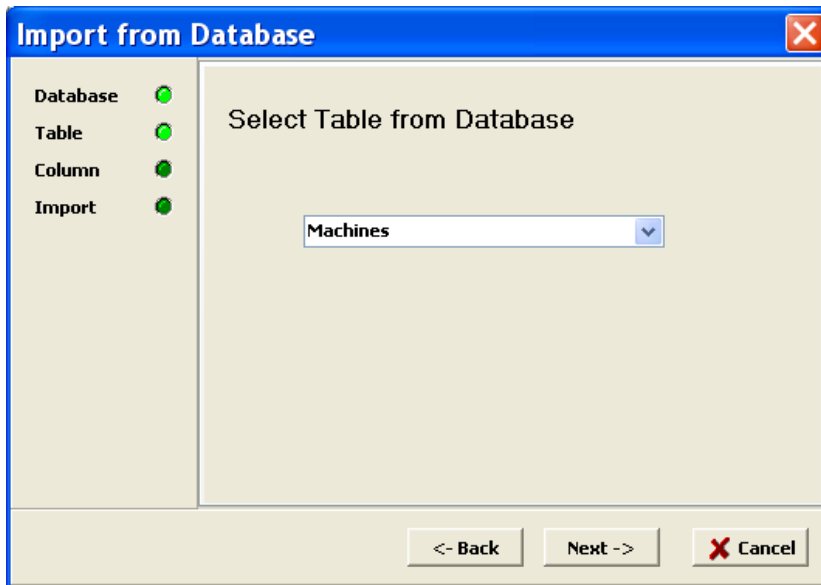 Import from Database
Database
Table
Column
Import
Select Table from Database
Machines
<- Back
Next ->
Cancel